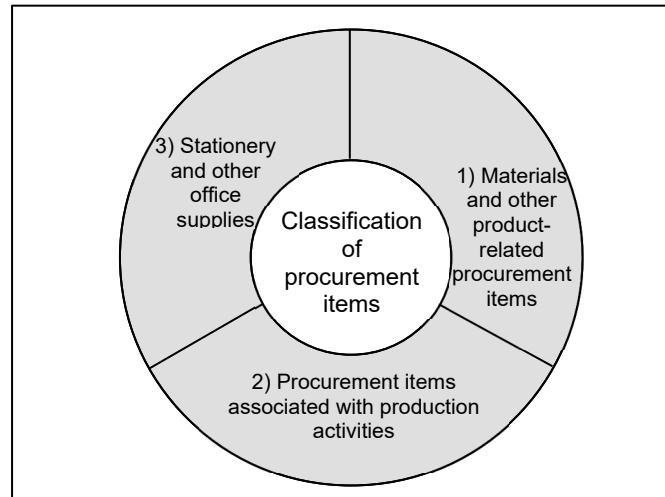 Classification
of
procurement
items
1) Materials
and other
product-
related
procurement
items
2) Procurement items
associated with production
activities
3) Stationery
and other
office
supplies